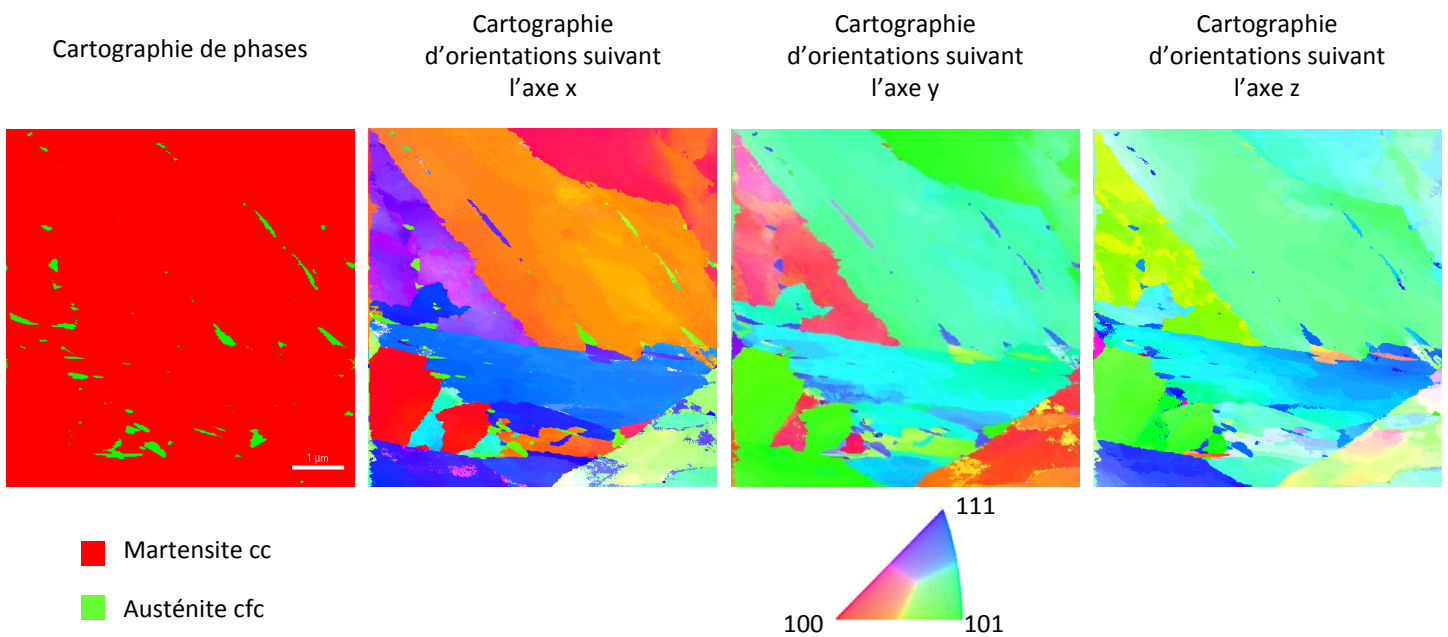 Cartographie de phases
Cartographie
d'orientations suivant
l'axe x
Cartographie
d'orientations suivant
l'axe y
Cartographie
d'orientations suivant
l'axe z
1 µm
Martensite cc
Austénite cfc
111
100
101